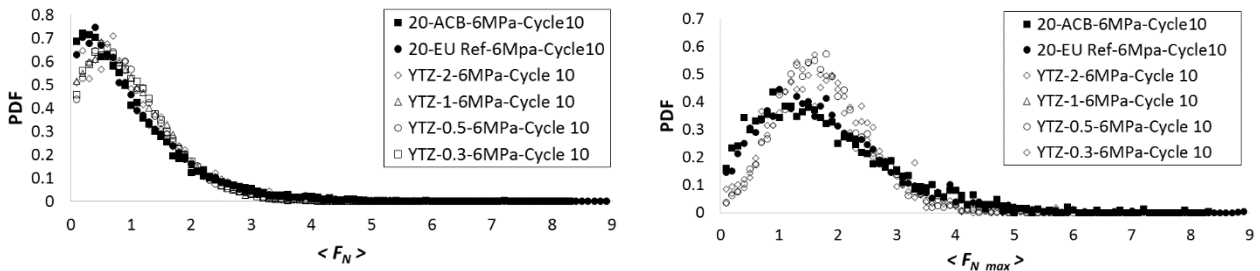 0.8
0.7
0.6
0.5
0.4
0.3
0.2
0.1
0
PDF
0 1 2 3 4 5 6 7 8 9
< F_N >
20-ACB-6MPa-Cycle10
20-EU Ref-6Mpa-Cycle10
YTZ-2-6MPa-Cycle 10
YTZ-1-6MPa-Cycle 10
YTZ-0.5-6MPa-Cycle 10
YTZ-0.3-6MPa-Cycle 10
0.7
0.6
0.5
0.4
0.3
0.2
0.1
0
PDF
0 1 2 3 4 5 6 7 8 9
< F_N max >
20-ACB-6MPa-Cycle10
20-EU Ref-6Mpa-Cycle10
YTZ-2-6MPa-Cycle 10
YTZ-1-6MPa-Cycle 10
YTZ-0.5-6MPa-Cycle 10
YTZ-0.3-6MPa-Cycle 10